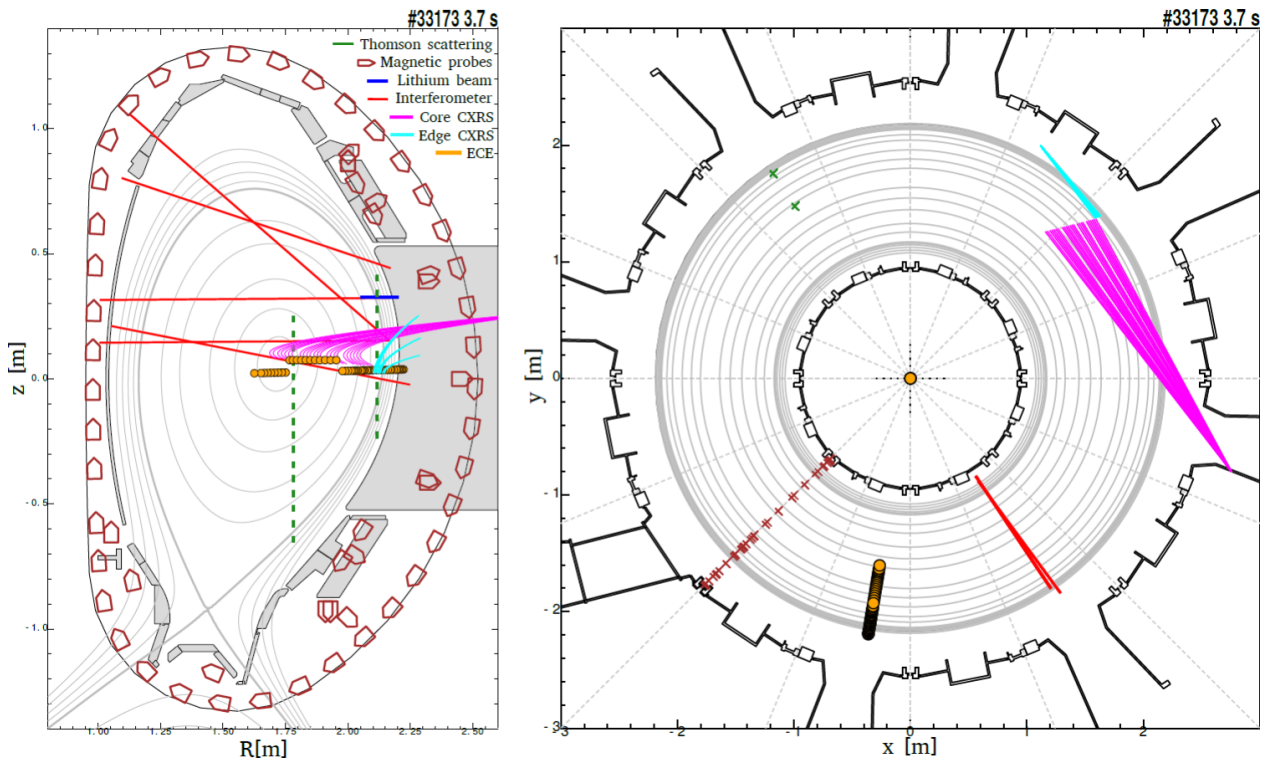 #33173 3.7 s
Thomson scattering
Magnetic probes
Lithium beam
Interferometer
Core CXRS
Edge CXRS
ECE
1.0
0.5
0.0
-0.5
-1.0
z [m]
1.00
1.25
1.50
1.75
2.00
2.25
2.50
R[m]
#33173 3.7 s
2
1
0
-1
-2
-3
y [m]
-3
-2
-1
0
1
2
3
x [m]